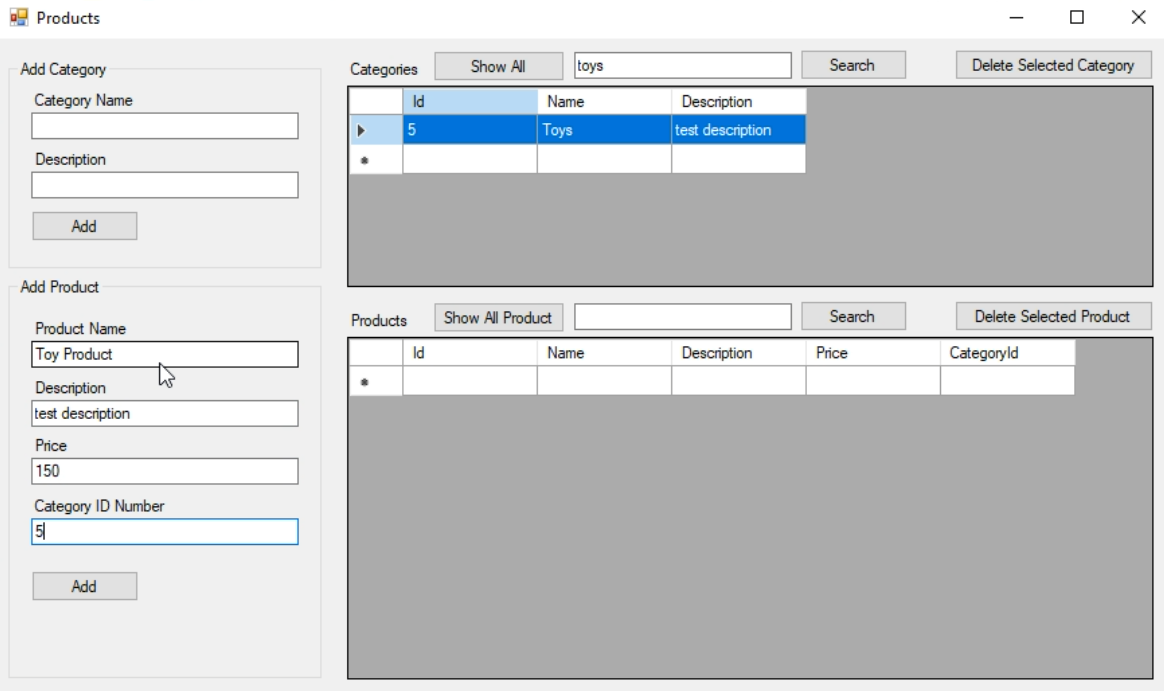 Products
Add Category
Category Name
Description
Add
Add Product
Product Name
Toy Product
Description
test description
Price
150
Category ID Number
5
Add
Categories Show All toys Search Delete Selected Category
Id Name Description
5 Toys test description
Products Show All Product Search Delete Selected Product
Id Name Description Price CategoryId